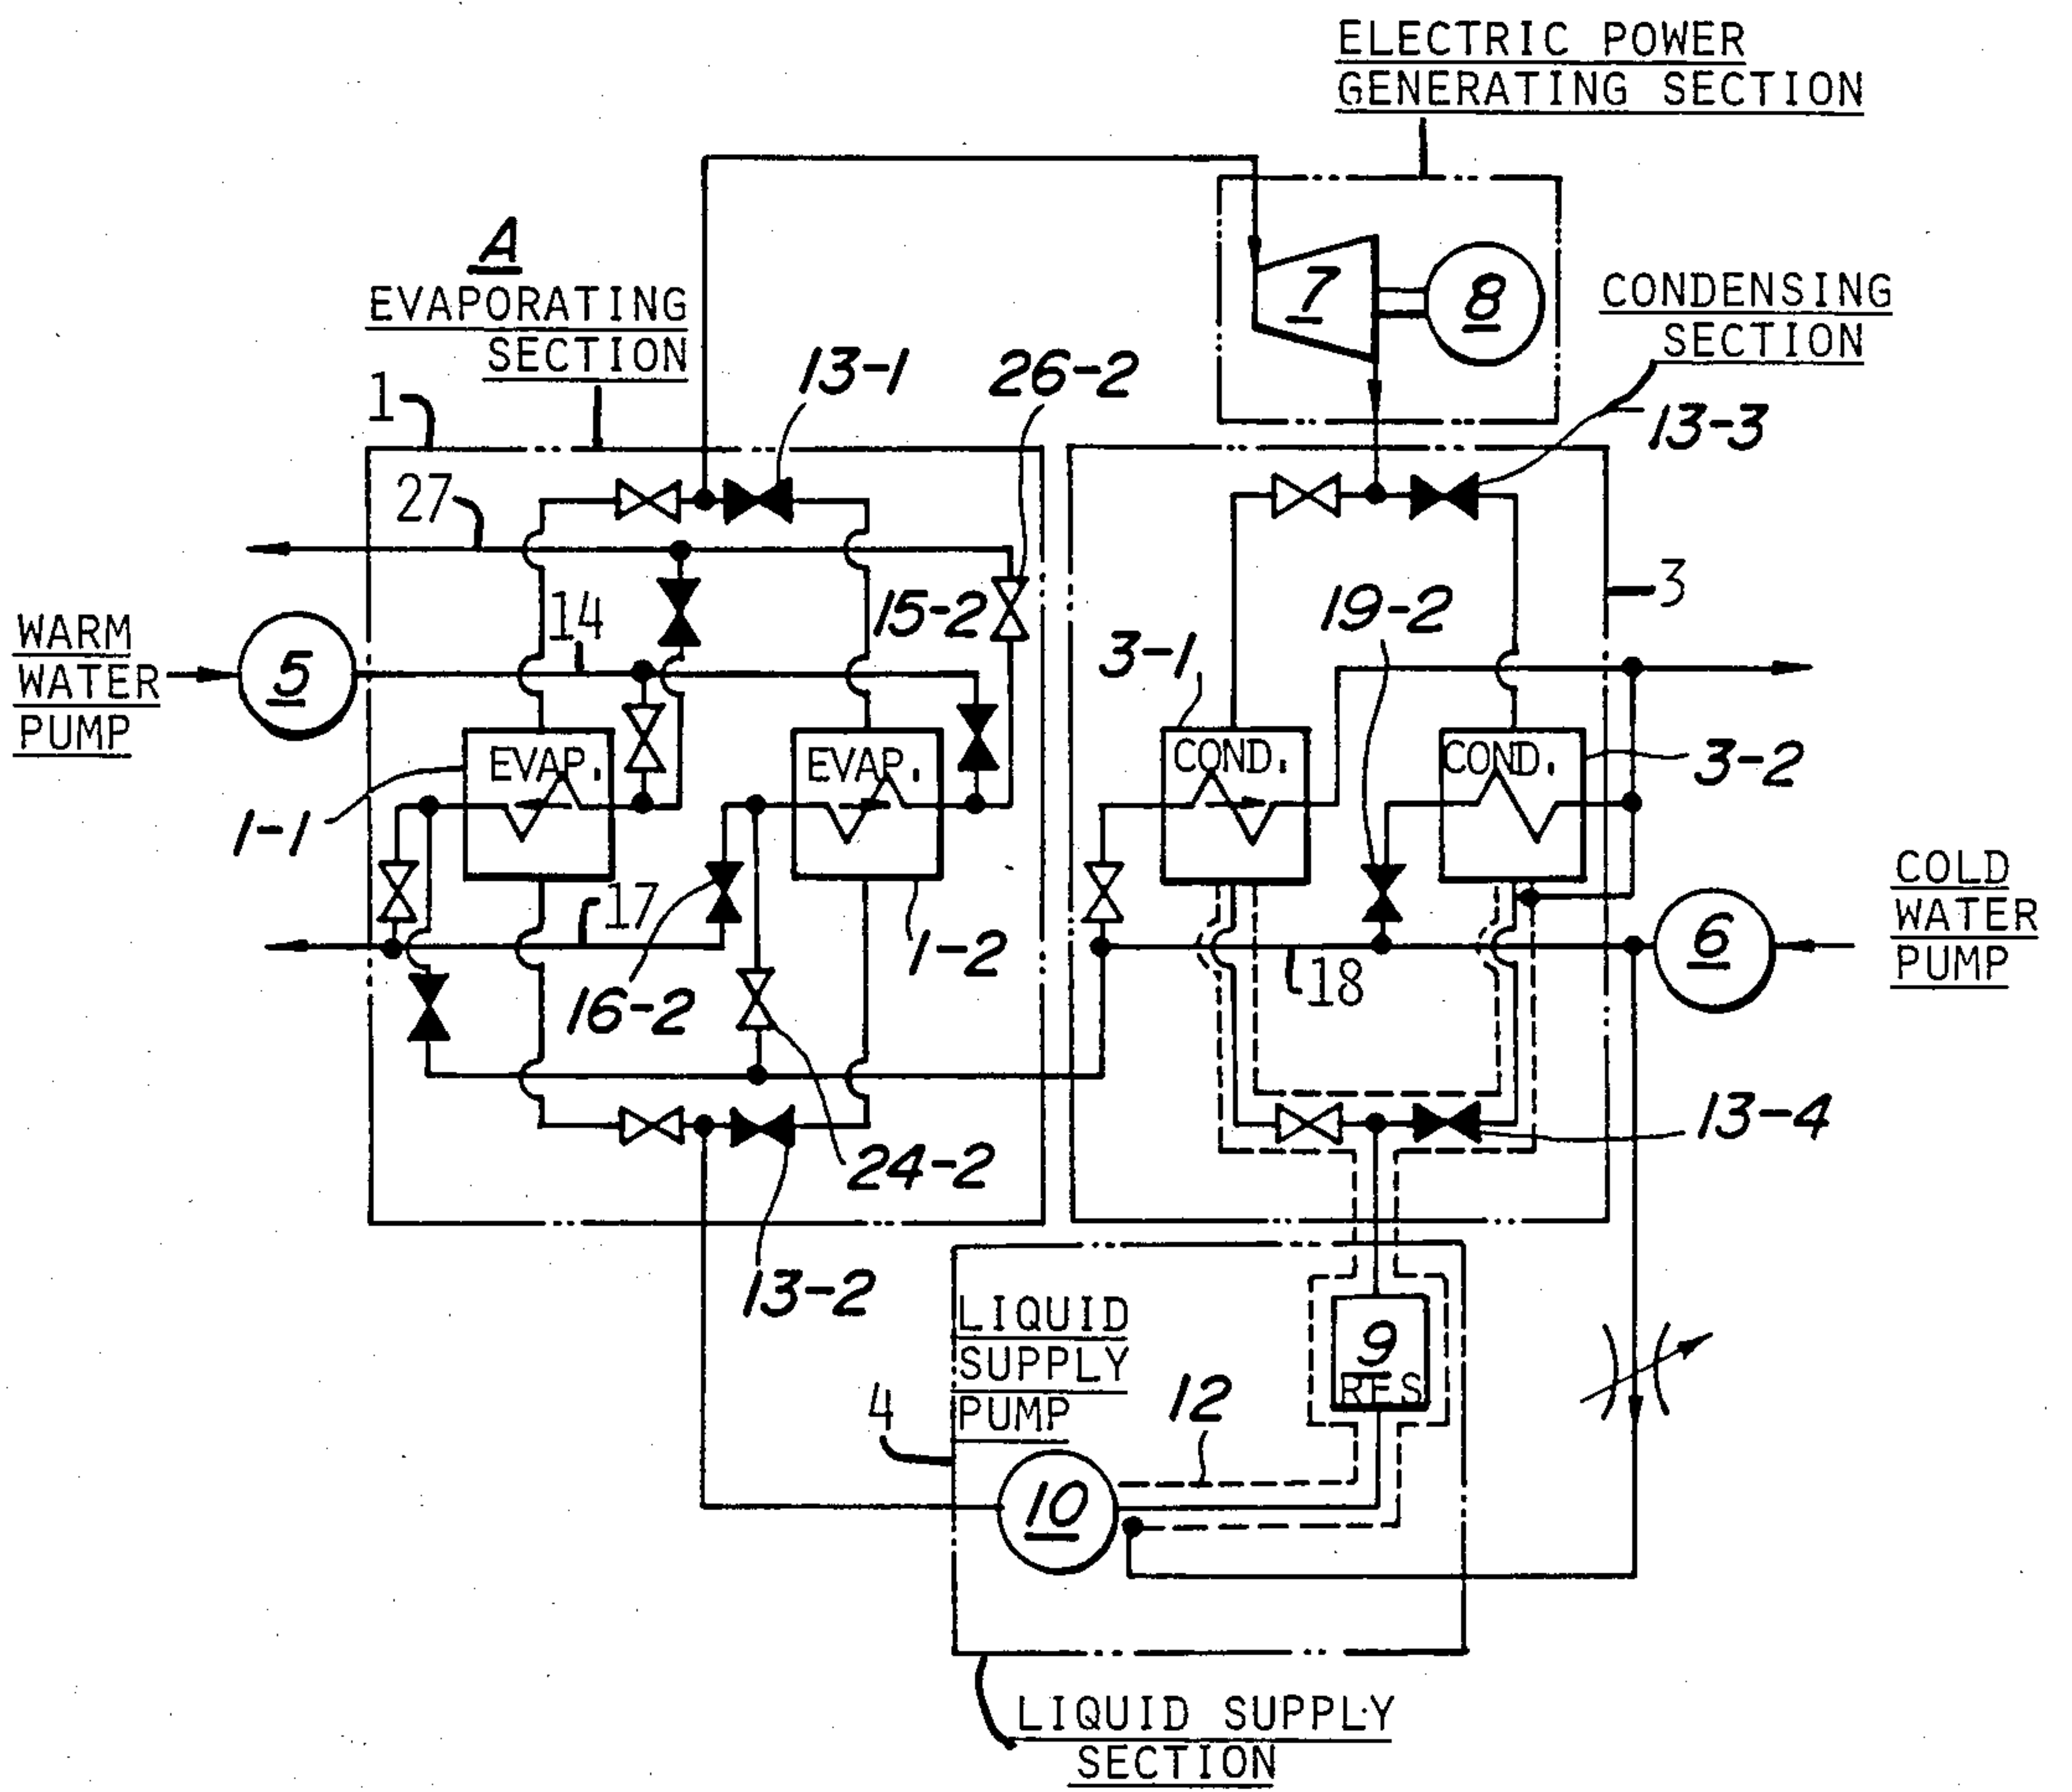 ELECTRIC POWER
GENERATING SECTION
A
EVAPORATING
SECTION
7
8
CONDENSING
SECTION
1
13-1
26-2
13-3
27
15-2
14
19-2
3
3-1
WARM
WATER
PUMP
5
EVAP.
EVAP.
COND.
COND.
3-2
1-1
17
16-2
1-2
18
6
COLD
WATER
PUMP
24-2
13-4
13-2
LIQUID
SUPPLY
PUMP
9
RES
12
4
10
LIQUID SUPPLY
SECTION